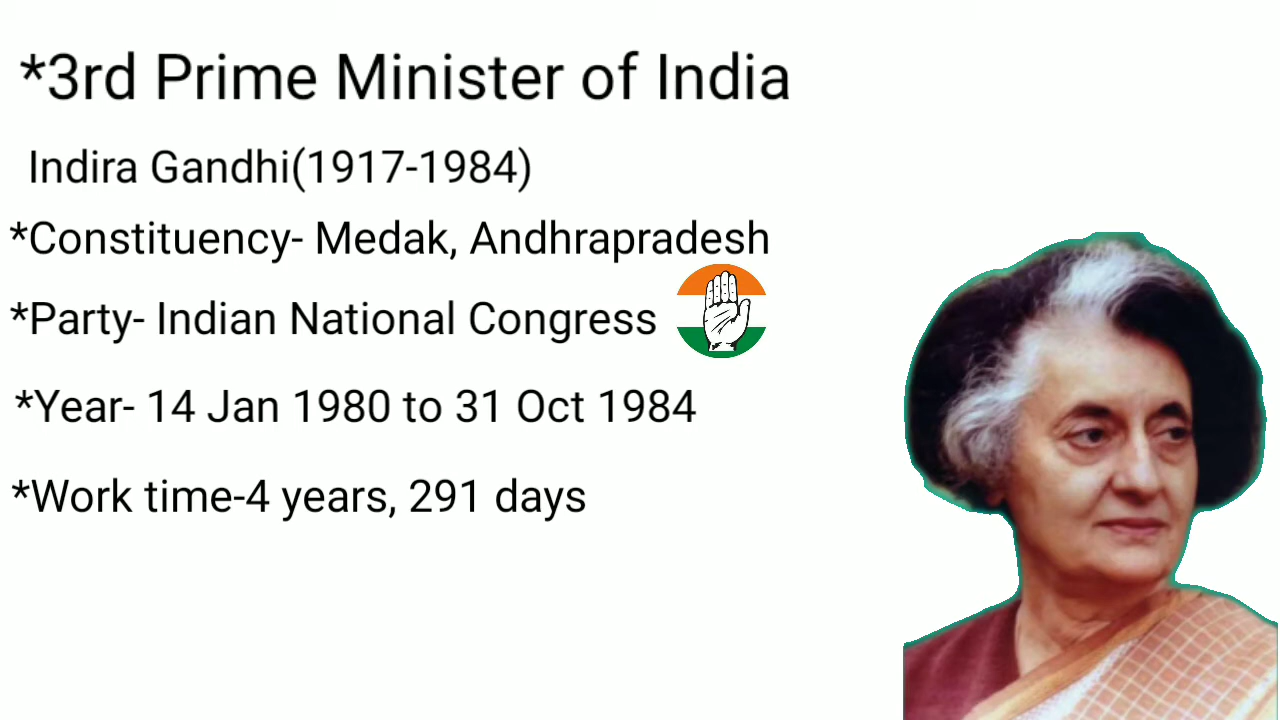 *3rd Prime Minister of India
Indira Gandhi(1917-1984)
*Constituency- Medak, Andhrapradesh
*Party- Indian National Congress
*Year- 14 Jan 1980 to 31 Oct 1984
*Work time-4 years, 291 days